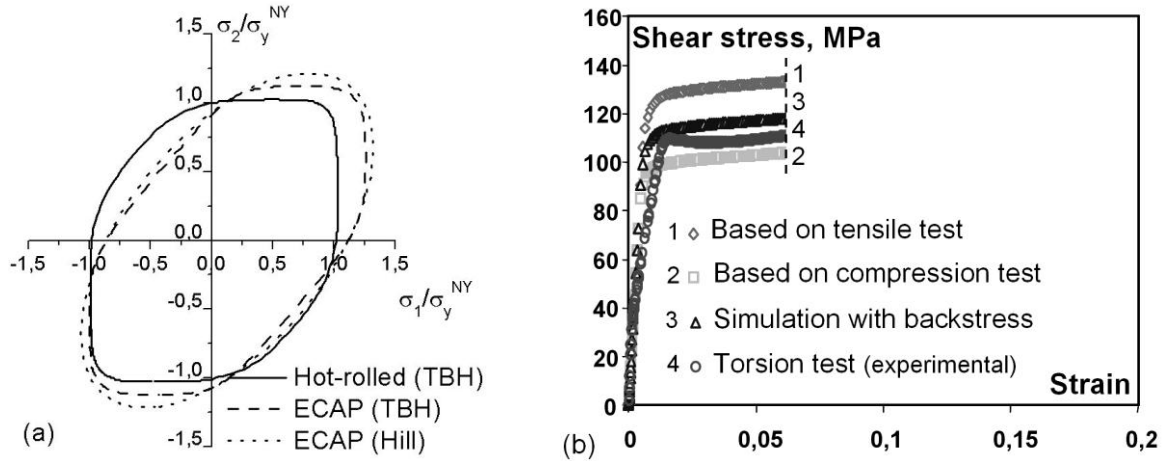 σ₂/σ_y^NY
1,5
1,0
0,5
0,0
-1,5 -1,0 -0,5 0,5 1,0 1,5
σ₁/σ_y^NY
-0,5
-1,0
-1,5
Hot-rolled (TBH)
ECAP (TBH)
ECAP (Hill)
(a)
160
140
120
100
80
60
40
20
0
Shear stress, MPa
1
3
4
2
1 Based on tensile test
2 Based on compression test
3 Simulation with backstress
4 Torsion test (experimental)
Strain
0 0,05 0,1 0,15 0,2
(b)